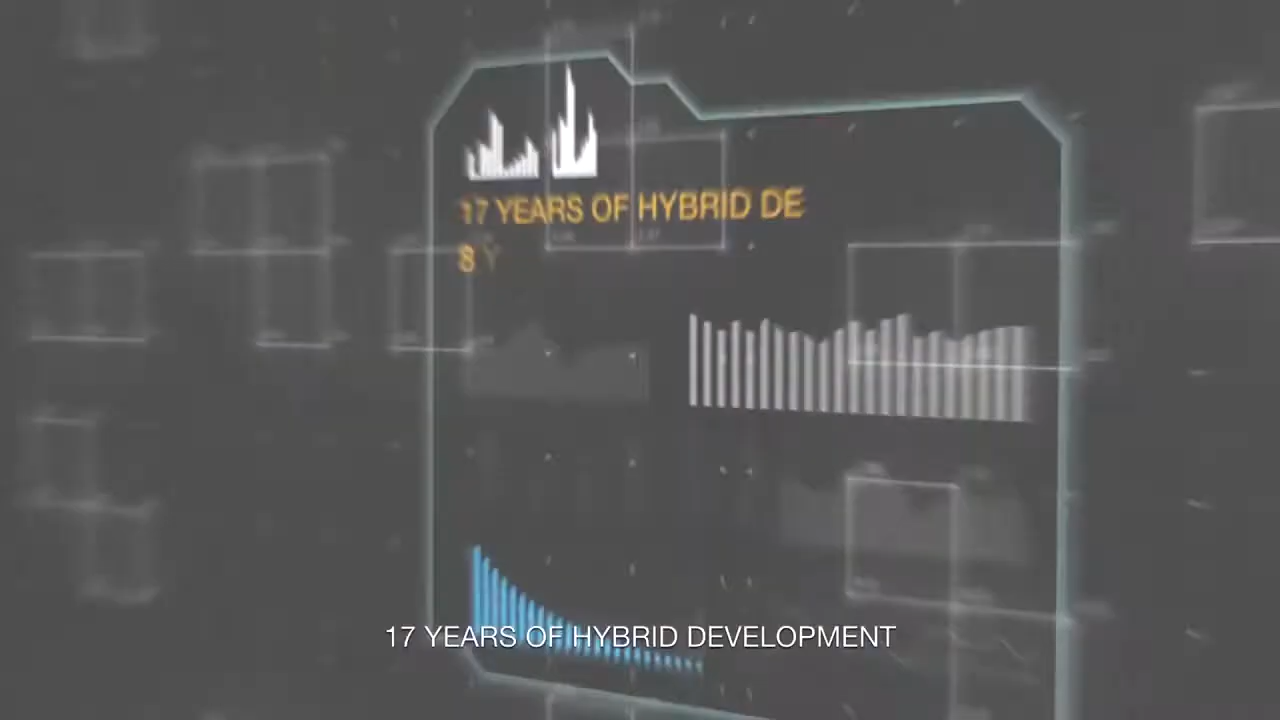 17 YEARS OF HYBRID DE
8 Y
17 YEARS OF HYBRID DEVELOPMENT